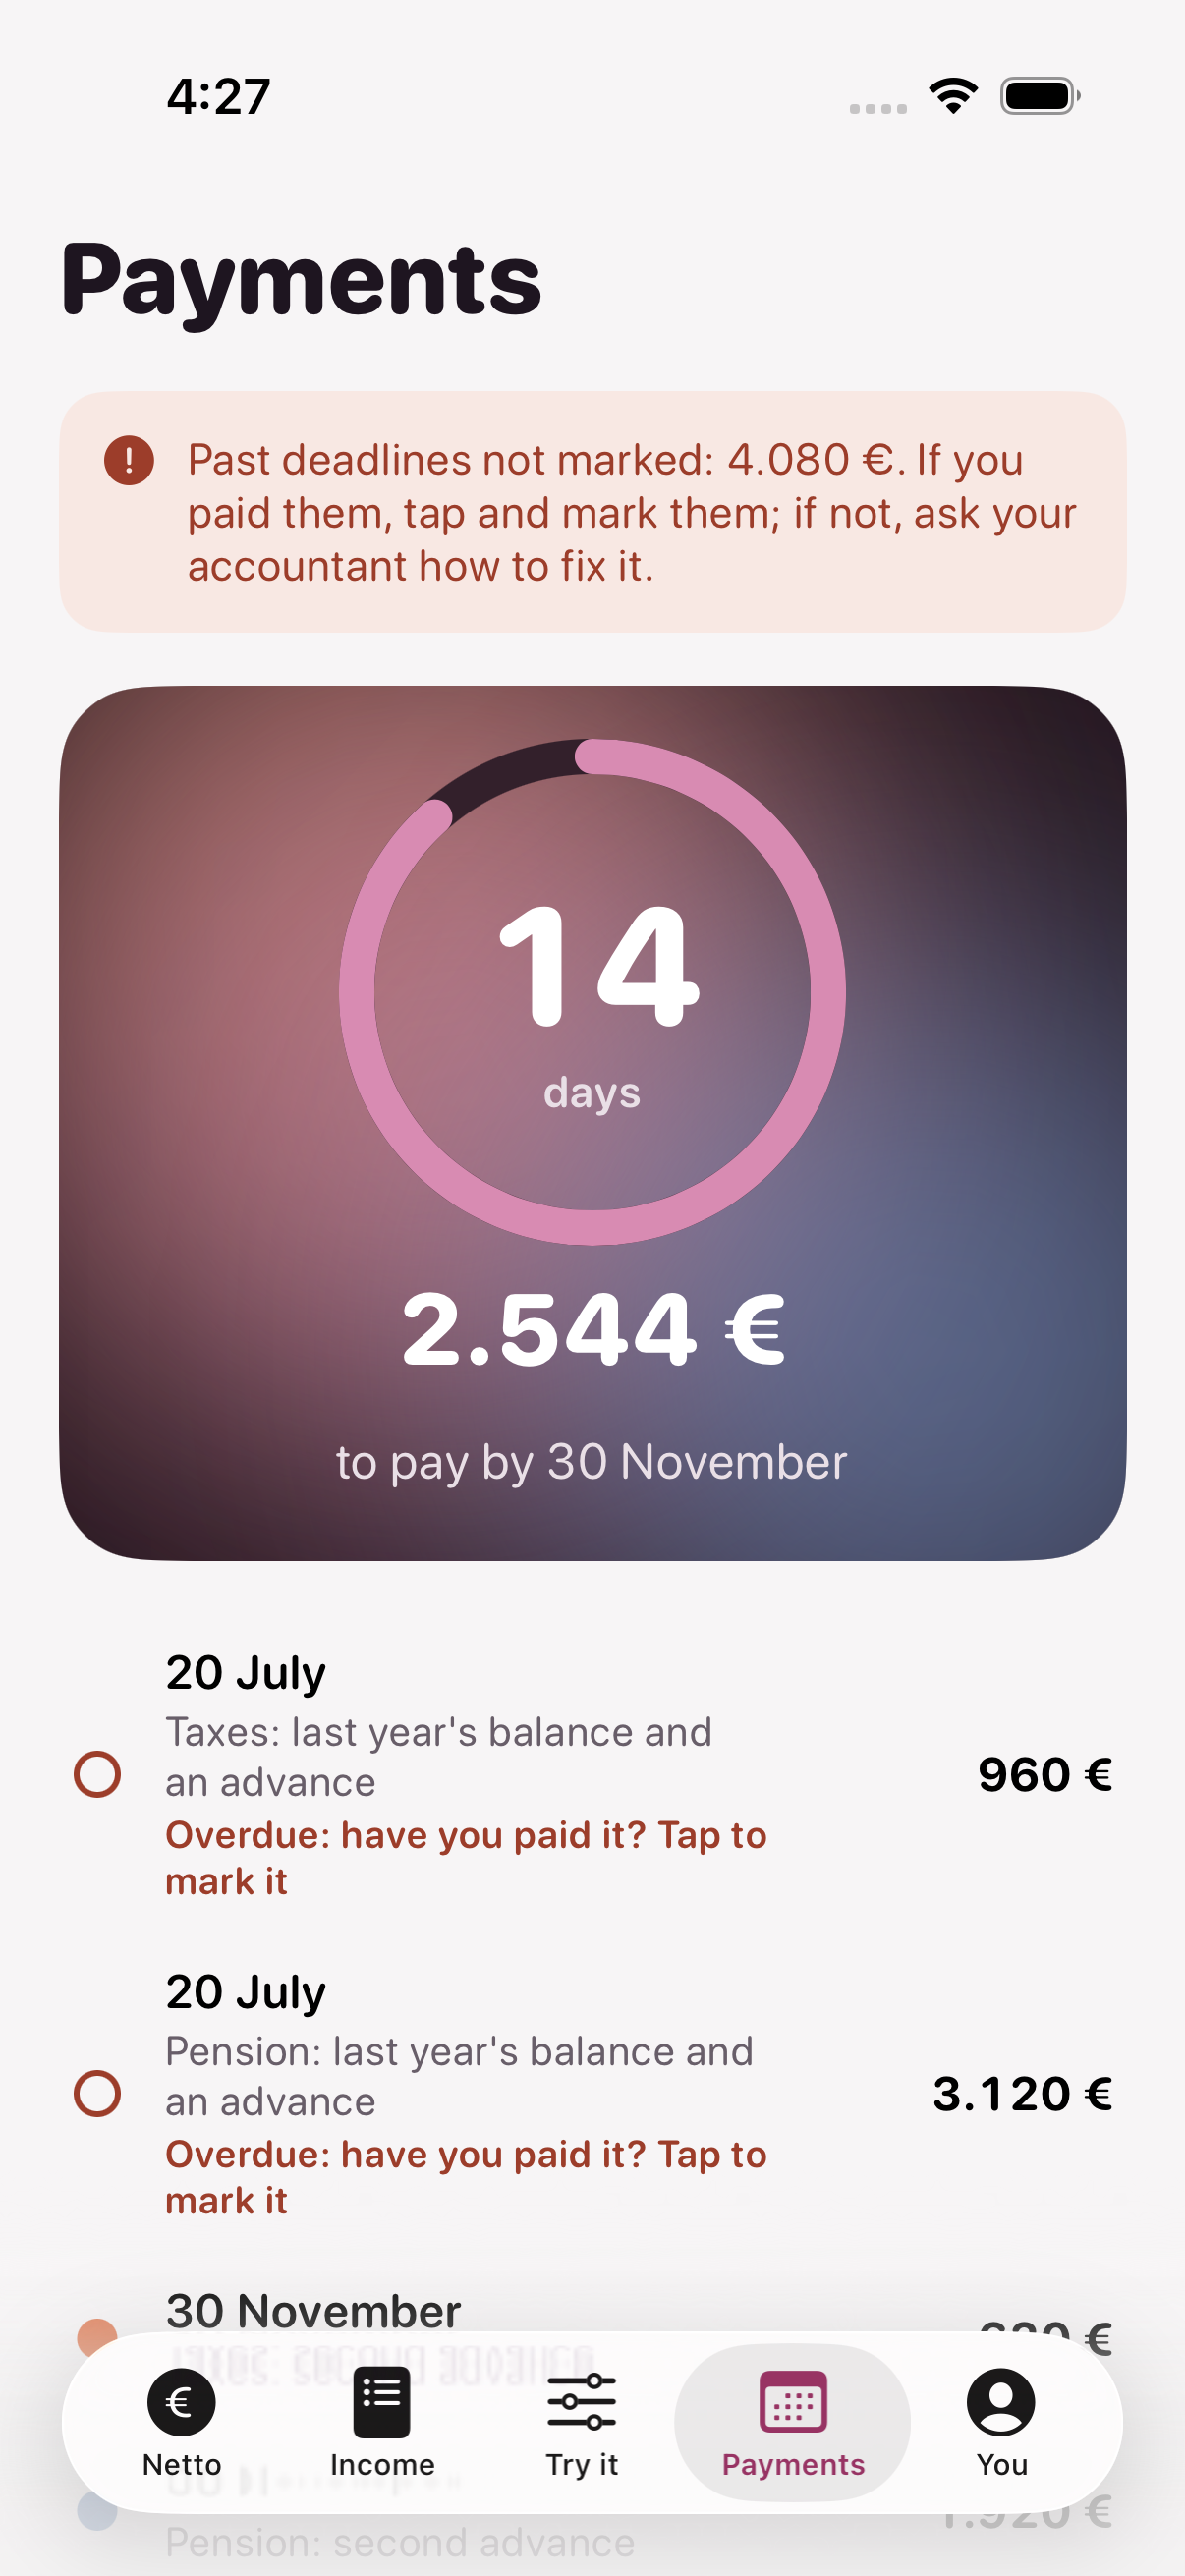 4:27
Payments
Past deadlines not marked: 4.080 €. If you
paid them, tap and mark them; if not, ask your
accountant how to fix it.
14
days
2.544 €
to pay by 30 November
20 July
Taxes: last year's balance and
an advance
960 €
Overdue: have you paid it? Tap to
mark it
20 July
Pension: last year's balance and
an advance
3.120 €
Overdue: have you paid it? Tap to
mark it
30 November
€
Netto
Income
Try it
Payments
You
Pension: second advance
1.920 €